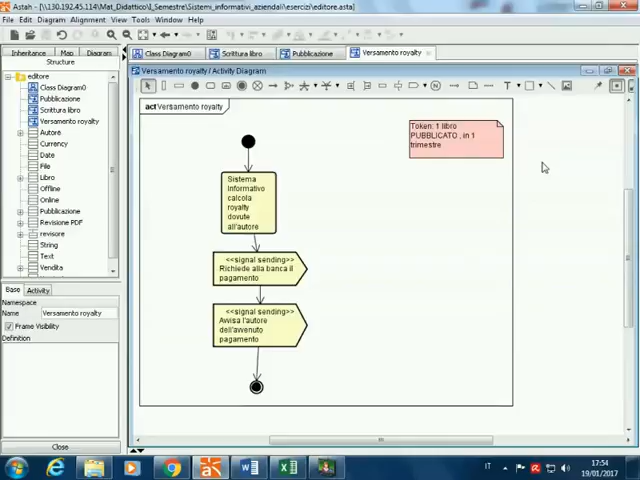 Astah - [\\130.192.45.114\Mat_Didattico\I_Semestre\Sistemi_informativi_aziendali\esercizi\editore.asta]
File Edit Diagram Alignment View Tools Window Help
Inheritance Map Diagram
Structure
Class Diagram0 Scrittura libro Pubblicazione Versamento royalty
Versamento royalty / Activity Diagram
editore
Class Diagram0
Pubblicazione
Scrittura libro
Versamento royalty
Autore
Currency
Date
File
Libro
Offline
Online
Pubblicazione
Revisione PDF
revisore
String
Text
Vendita
Base Activity
Namespace
Name Versamento royalty
Frame Visibility
Definition
Close
act Versamento royalty
Token: 1 libro
PUBBLICATO , in 1
trimestre
Sistema
Informativo
calcola
royalty
dovute
all'autore
<<signal sending>>
Richiede alla banca il
pagamento
<<signal sending>>
Avvisa l'autore
dell'avvenuto
pagamento
IT
17:54
19/01/2017